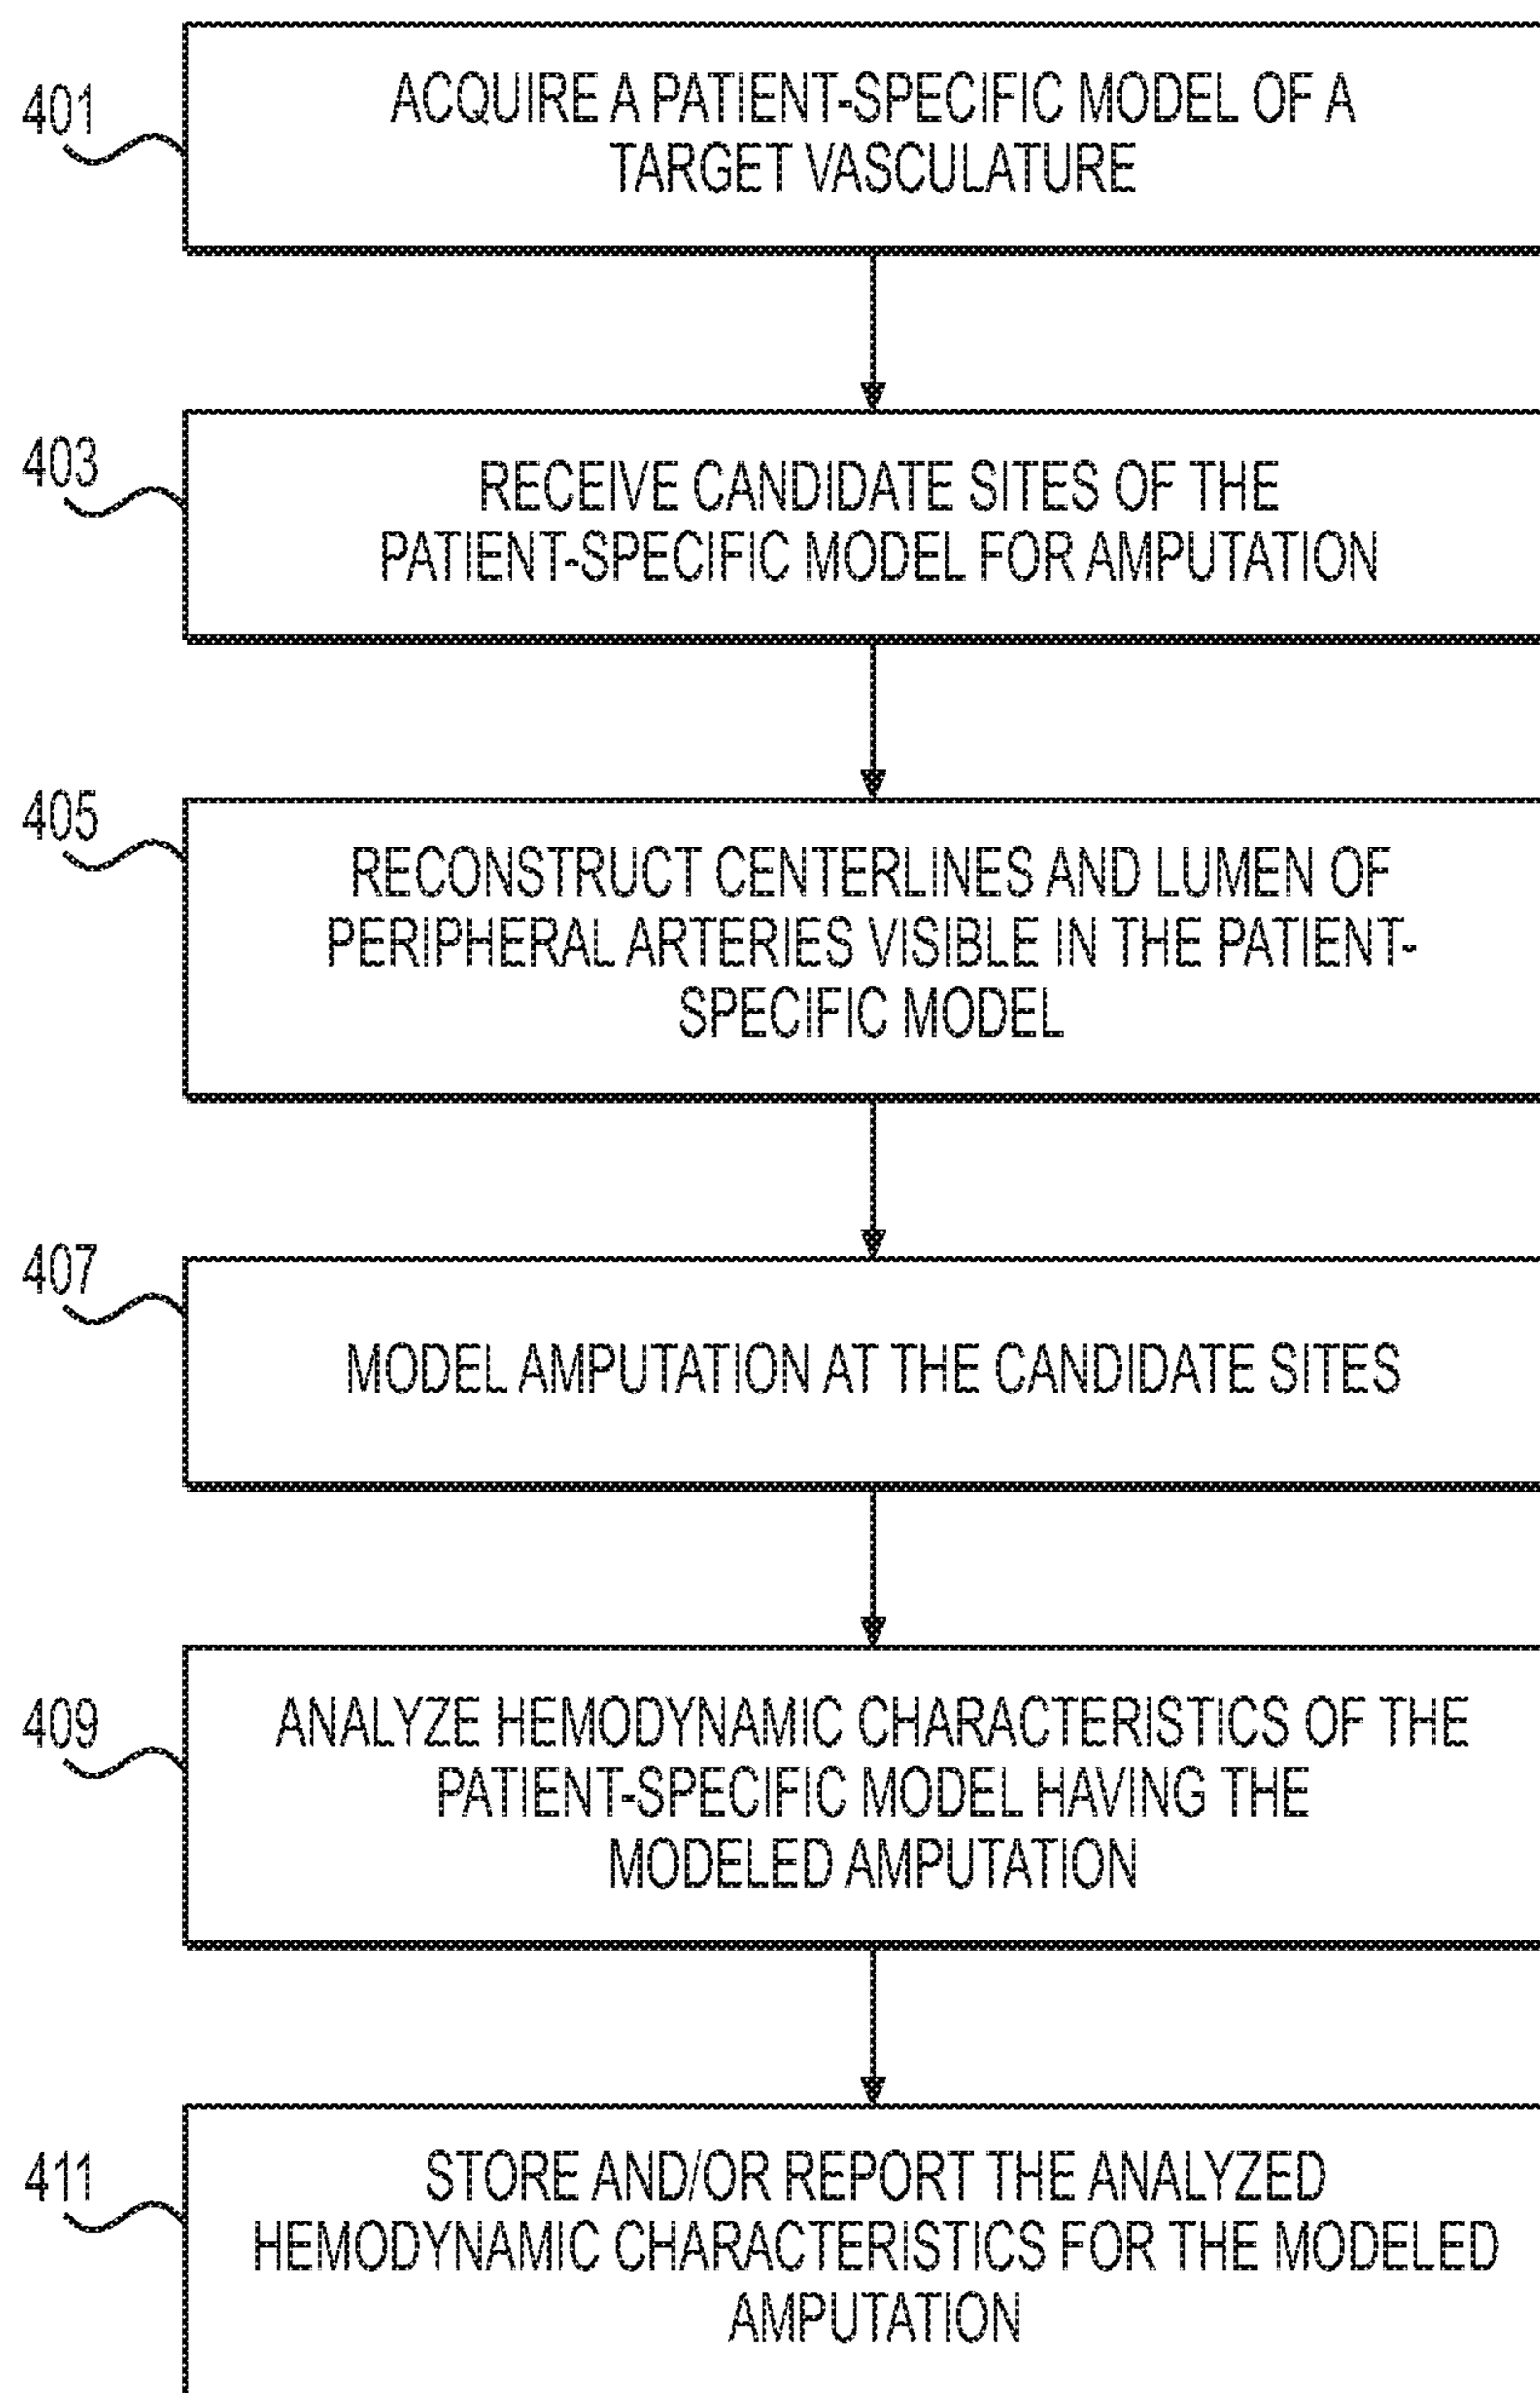 401
ACQUIRE A PATIENT-SPECIFIC MODEL OF A
TARGET VASCULATURE
403
RECEIVE CANDIDATE SITES OF THE
PATIENT-SPECIFIC MODEL FOR AMPUTATION
405
RECONSTRUCT CENTERLINES AND LUMEN OF
PERIPHERAL ARTERIES VISIBLE IN THE PATIENT-
SPECIFIC MODEL
407
MODEL AMPUTATION AT THE CANDIDATE SITES
409
ANALYZE HEMODYNAMIC CHARACTERISTICS OF THE
PATIENT-SPECIFIC MODEL HAVING THE
MODELED AMPUTATION
411
STORE AND/OR REPORT THE ANALYZED
HEMODYNAMIC CHARACTERISTICS FOR THE MODELED
AMPUTATION